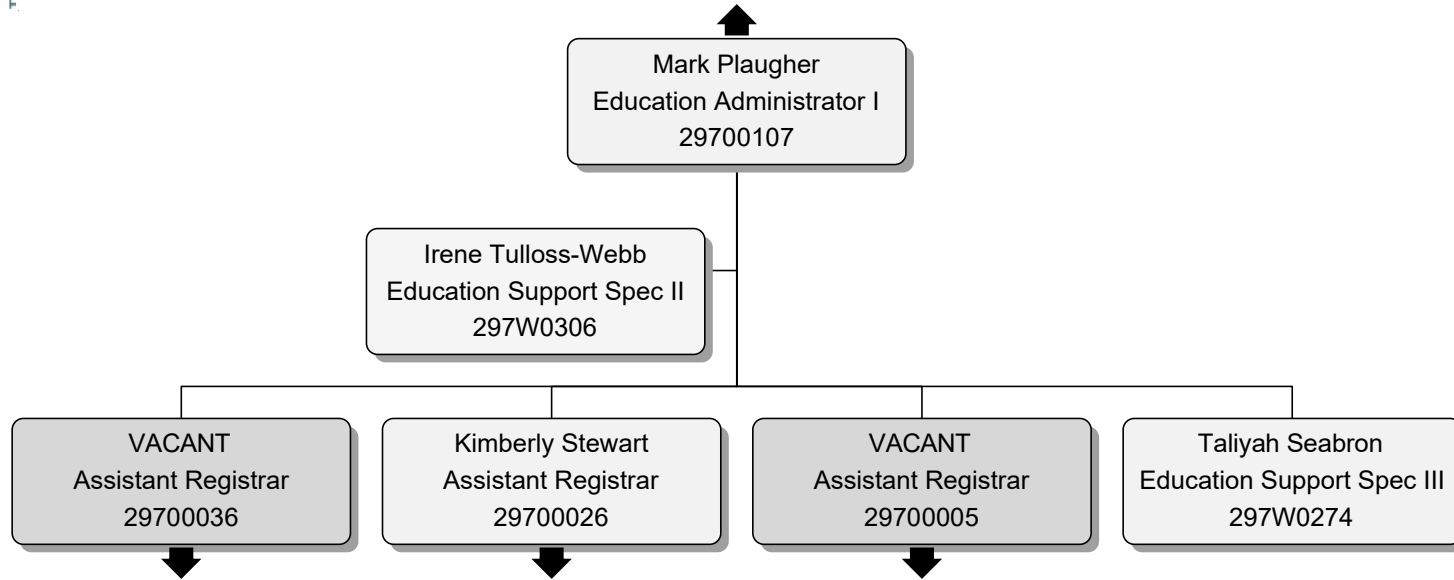 Mark Plaugher
Education Administrator I
29700107
Irene Tulloss-Webb
Education Support Spec II
297W0306
VACANT
Assistant Registrar
29700036
Kimberly Stewart
Assistant Registrar
29700026
VACANT
Assistant Registrar
29700005
Taliyah Seabron
Education Support Spec III
297W0274